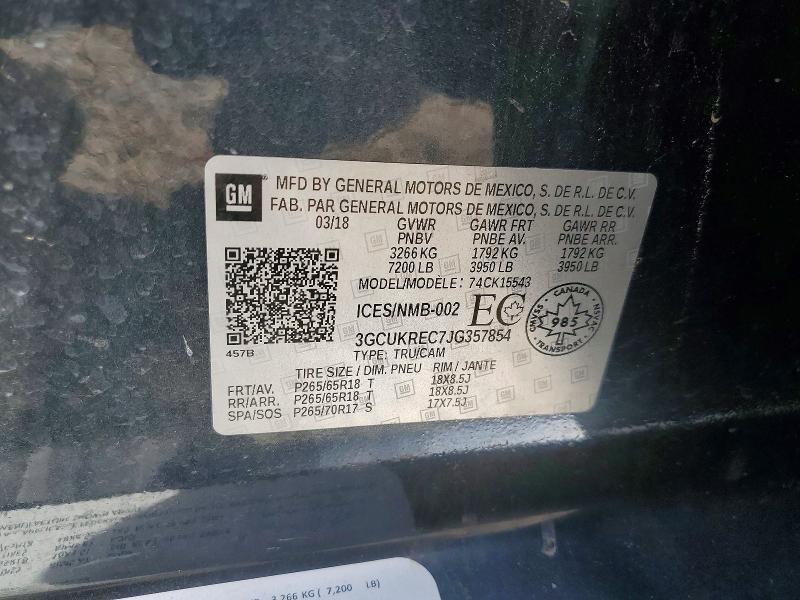 GM
MFD BY GENERAL MOTORS DE MEXICO, S. DE R.L. DE C.V.
FAB. PAR GENERAL MOTORS DE MEXICO, S. DE R.L. DE C.V.
03/18 GVWR GAWR FRT GAWR RR
PNBV PNBE AV. PNBE ARR.
3266 KG 1792 KG 1792 KG
7200 LB 3950 LB 3950 LB
MODEL/MODÈLE: 74CK15543
ICES/NMB-002 EC
CANADA
985
TRANSPORT
3GCUKREC7JG357854
457B
TYPE: TRU/CAM
TIRE SIZE / DIM. PNEU RIM / JANTE
FRT/AV. P265/65R18 T 18X8.5J
RR/ARR. P265/65R18 T 18X8.5J
SPA/SOS P265/70R17 S 17X7.5J
3,266 KG ( 7,200 LB)